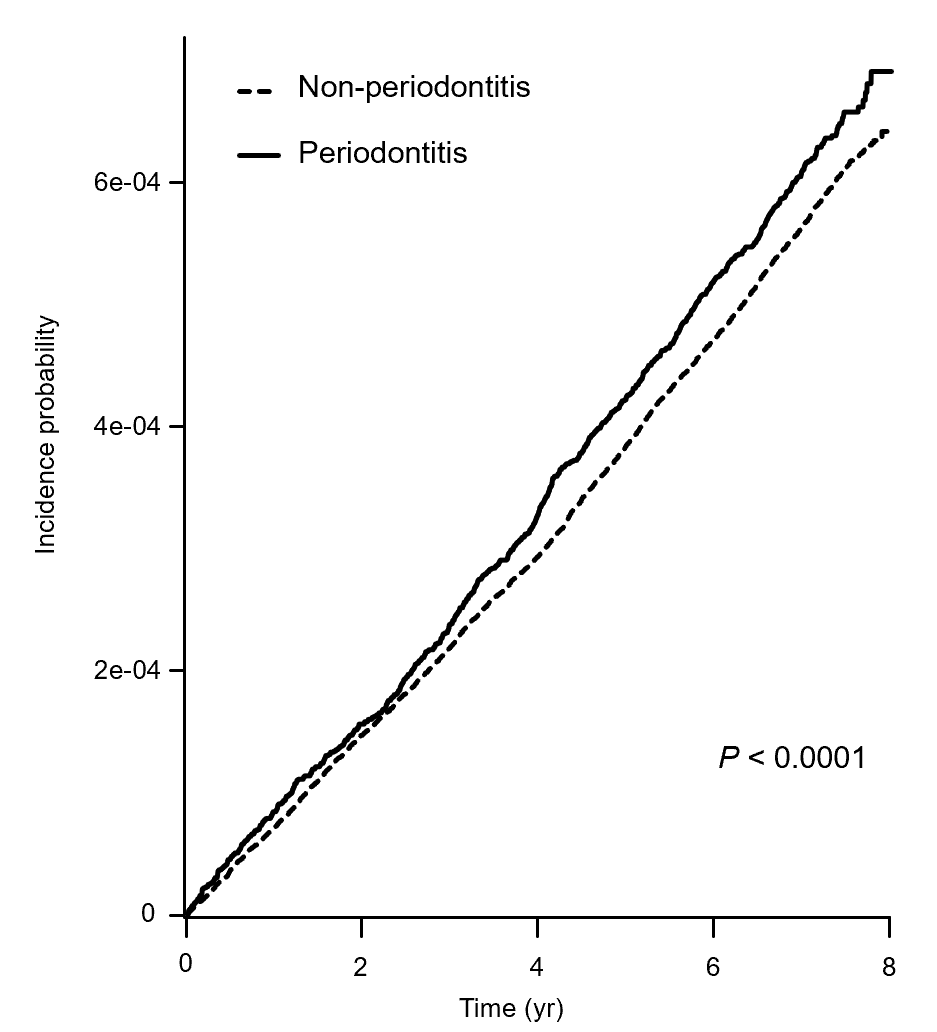 Non-periodontitis
Periodontitis
6e-04
4e-04
2e-04
0
Incidence probability
P < 0.0001
0 2 4 6 8
Time (yr)